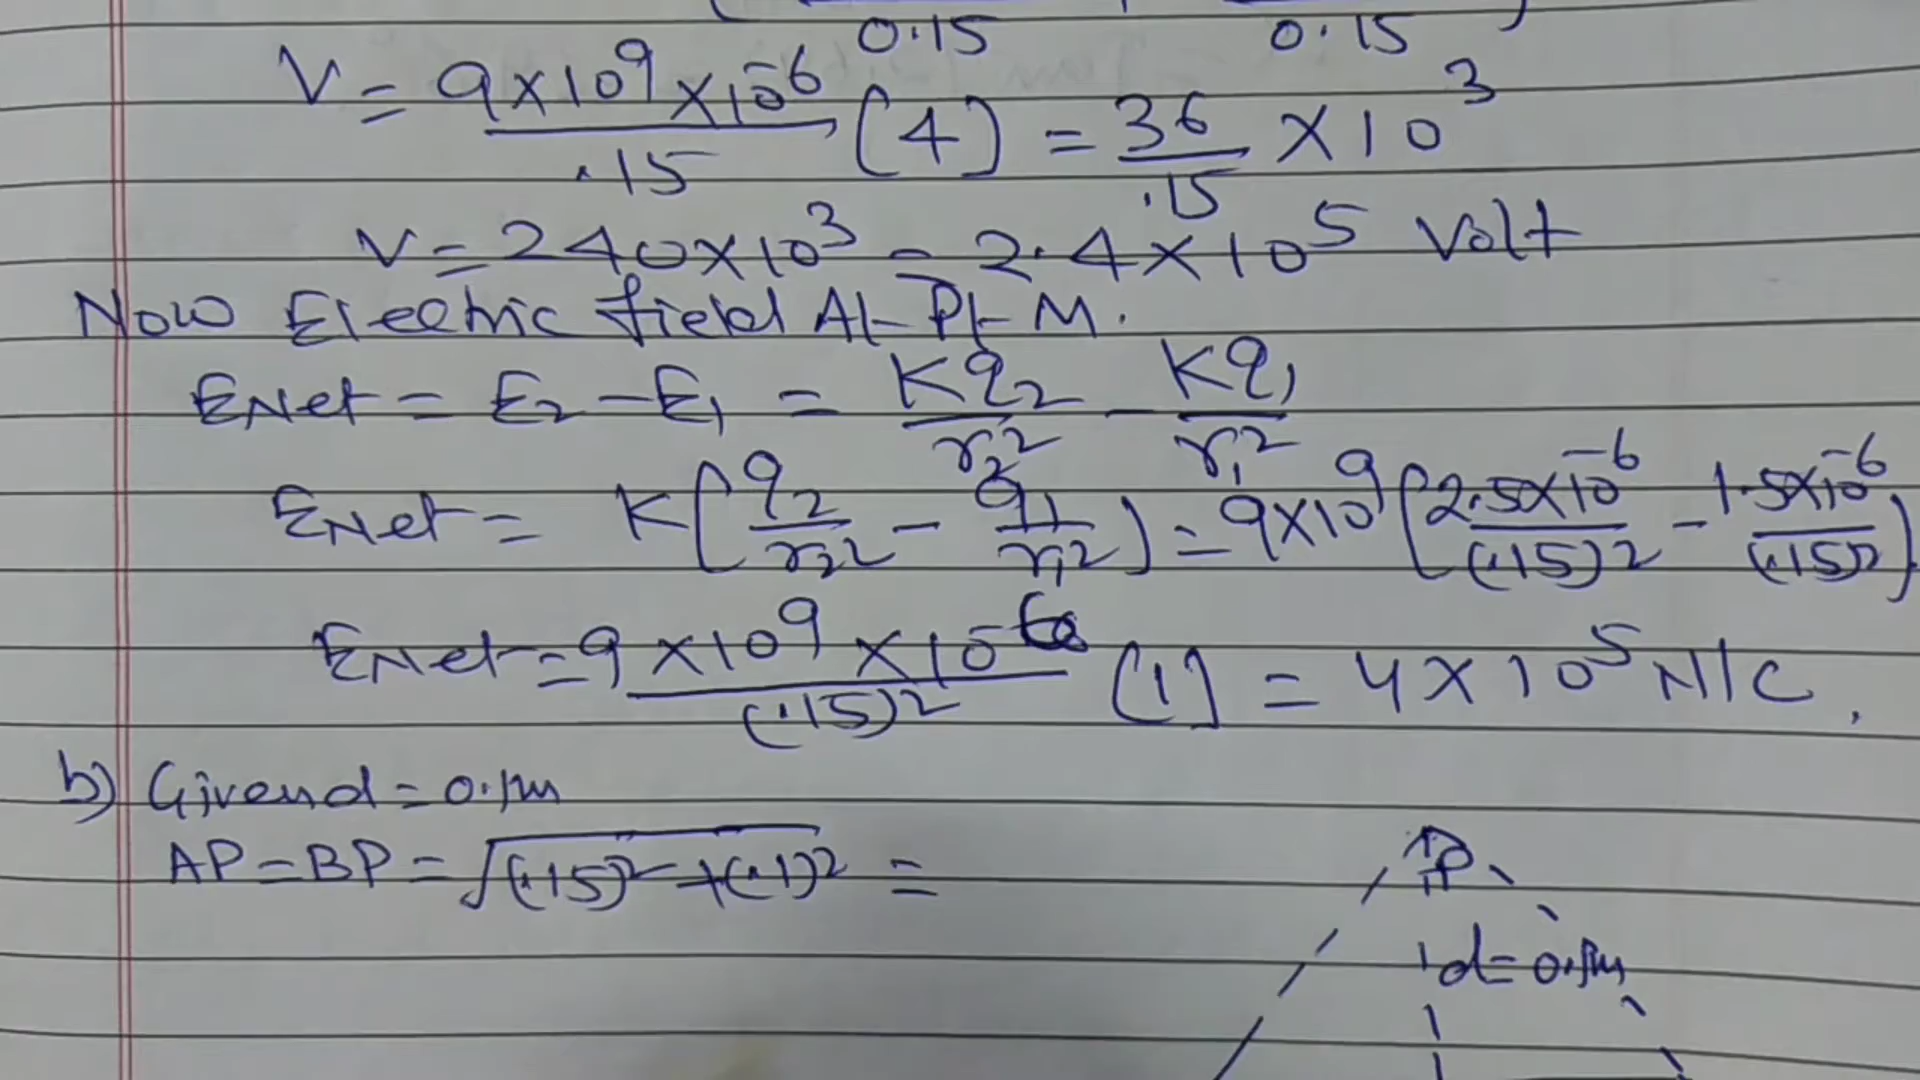 0.15 0.15
V = 9×10⁹×10⁻⁶/.15 [4] = 36/.15 ×10³
V = 240×10³ = 2.4×10⁵ Volt
Now Electric field At Pt M.
ENet = E₂ – E₁ = Kq₂/r₂² - Kq₁/r₁²
ENet = K[q₂/r₂² - q₁/r₁²] = 9×10⁹[2.5×10⁻⁶/(.15)² - 1.5×10⁻⁶/(.15)²]
ENet = 9×10⁹×10⁻⁶/(.15)² [1] = 4×10⁵ N/C.
b) Given d = 0.1m
AP = BP = √(.15)²+(.1)² =
P
d = 0.1m